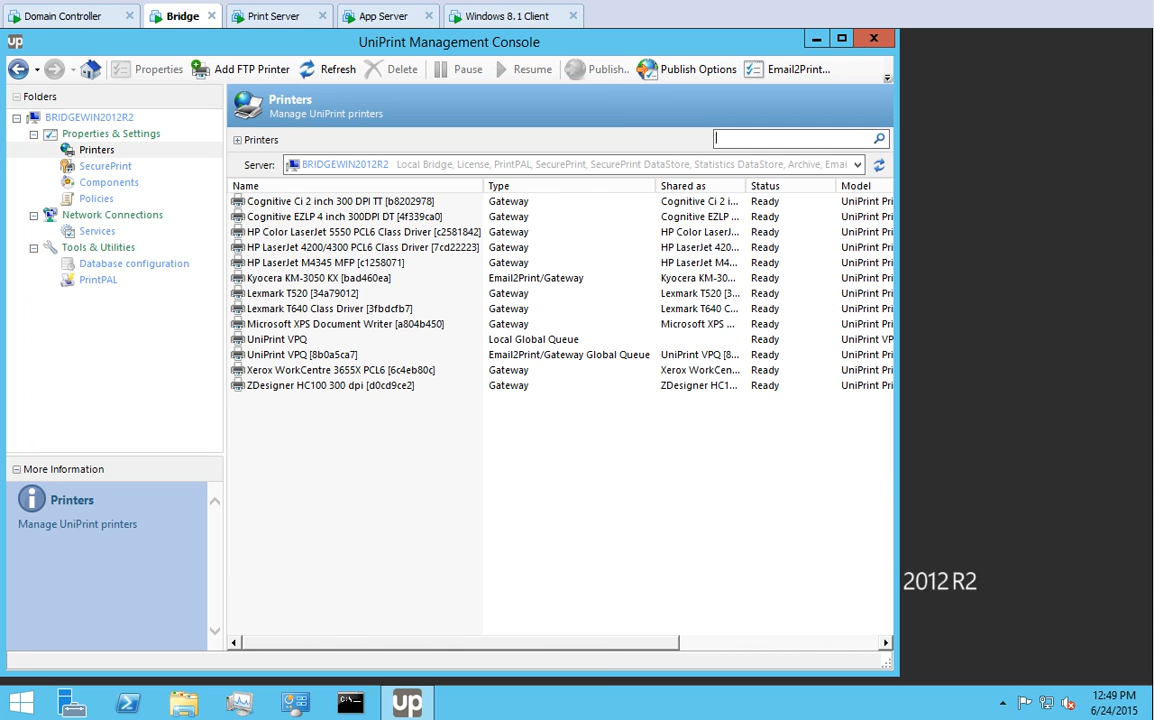 Domain Controller
Bridge
Print Server
App Server
Windows 8.1 Client
up
UniPrint Management Console
Properties
Add FTP Printer
Refresh
Delete
Pause
Resume
Publish..
Publish Options
Email2Print...
Folders
BRIDGEWIN2012R2
Properties & Settings
Printers
SecurePrint
Components
Policies
Network Connections
Services
Tools & Utilities
Database configuration
PrintPAL
More Information
Printers
Manage UniPrint printers
Printers
Manage UniPrint printers
Printers
Server: BRIDGEWIN2012R2 Local Bridge, License, PrintPAL, SecurePrint, SecurePrint DataStore, Statistics DataStore, Archive, Emai
Name Type Shared as Status Model
Cognitive Ci 2 inch 300 DPI TT [b8202978] Gateway Cognitive Ci 2 i... Ready UniPrint Pri
Cognitive EZLP 4 inch 300DPI DT [4f339ca0] Gateway Cognitive EZLP ... Ready UniPrint Pri
HP Color LaserJet 5550 PCL6 Class Driver [c2581842] Gateway HP Color LaserJ... Ready UniPrint Pri
HP LaserJet 4200/4300 PCL6 Class Driver [7cd22223] Gateway HP LaserJet 420... Ready UniPrint Pri
HP LaserJet M4345 MFP [c1258071] Gateway HP LaserJet M4... Ready UniPrint Pri
Kyocera KM-3050 KX [bad460ea] Email2Print/Gateway Kyocera KM-30... Ready UniPrint Pri
Lexmark T520 [34a79012] Gateway Lexmark T520 [3... Ready UniPrint Pri
Lexmark T640 Class Driver [3fbdcfb7] Gateway Lexmark T640 C... Ready UniPrint Pri
Microsoft XPS Document Writer [a804b450] Gateway Microsoft XPS ... Ready UniPrint Pri
UniPrint VPQ Local Global Queue Ready UniPrint VP
UniPrint VPQ [8b0a5ca7] Email2Print/Gateway Global Queue UniPrint VPQ [8... Ready UniPrint Pri
Xerox WorkCentre 3655X PCL6 [6c4eb80c] Gateway Xerox WorkCent... Ready UniPrint Pri
ZDesigner HC100 300 dpi [d0cd9ce2] Gateway ZDesigner HC1... Ready UniPrint Pri
2012 R2
up
12:49 PM
6/24/2015